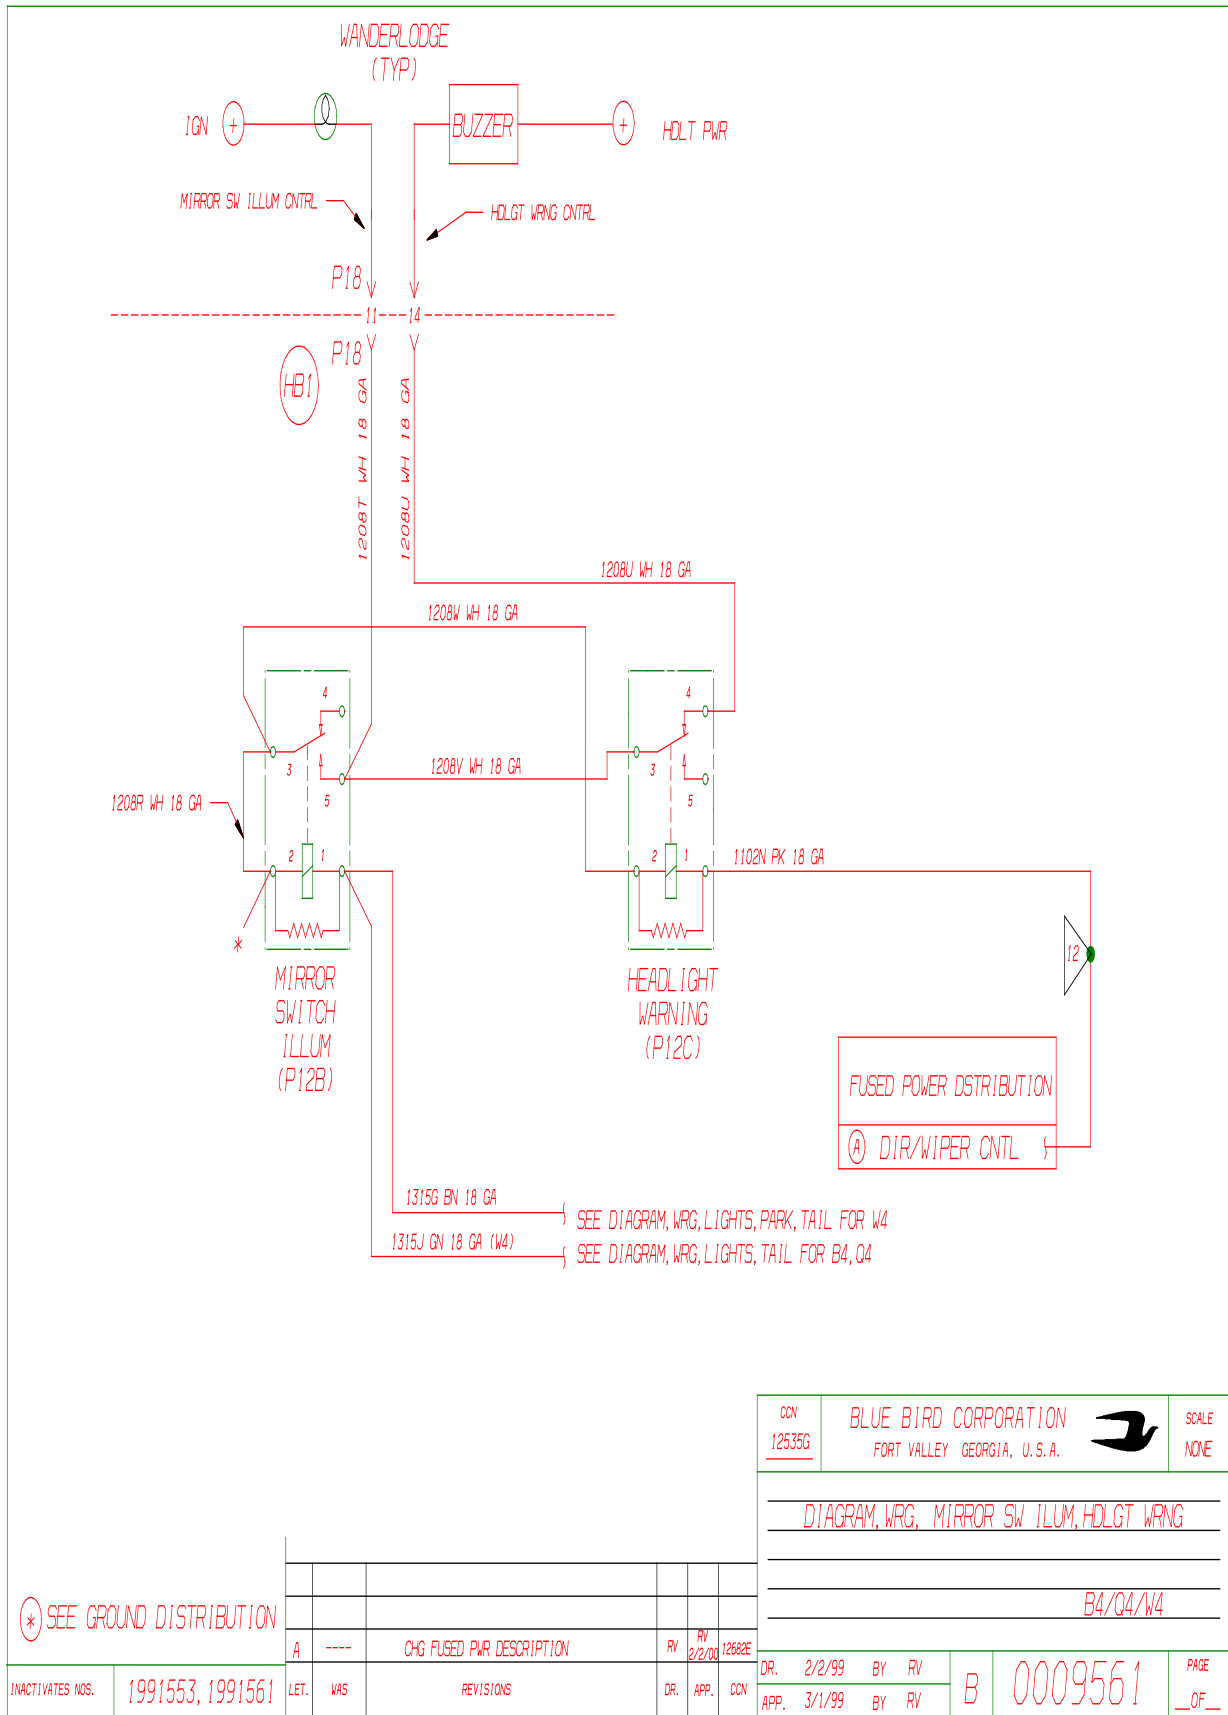 WANDERLODGE
(TYP)
IGN + BUZZER + HDLT PWR
MIRROR SW ILLUM CNTRL
HDLGT WRNG CNTRL
P18
11 14
P18
HB1
1208T WH 18 GA
1208U WH 18 GA
1208U WH 18 GA
1208W WH 18 GA
4
3
5
2 1
1208V WH 18 GA
1208R WH 18 GA
*
4
3
5
2 1
1102N PK 18 GA
12
MIRROR
SWITCH
ILLUM
(P12B)
HEADLIGHT
WARNING
(P12C)
FUSED POWER DSTRIBUTION
A DIR/WIPER CNTL
1315G BN 18 GA
SEE DIAGRAM, WRG, LIGHTS, PARK, TAIL FOR W4
1315J GN 18 GA (W4)
SEE DIAGRAM, WRG, LIGHTS, TAIL FOR B4, Q4
CCN
12535G
BLUE BIRD CORPORATION
FORT VALLEY GEORGIA, U.S.A.
SCALE
NONE
DIAGRAM, WRG, MIRROR SW ILUM, HDLGT WRNG
B4/Q4/W4
* SEE GROUND DISTRIBUTION
A ---- CHG FUSED PWR DESCRIPTION RV RV 2/2/00 12682E
LET. WAS REVISIONS DR. APP. CCN
INACTIVATES NOS. 1991553, 1991561
DR. 2/2/99 BY RV
APP. 3/1/99 BY RV
B 0009561
PAGE
__OF__